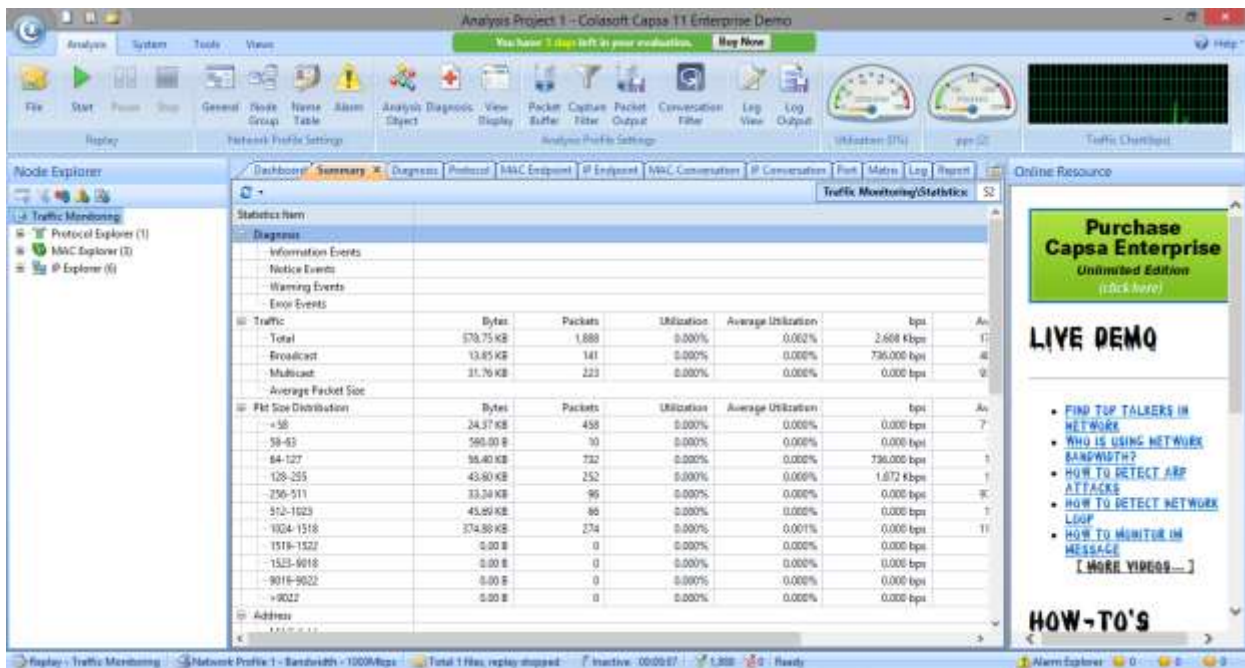 Analysis Project 1 - Colasoft Capsa 11 Enterprise Demo
Analysis System Tools Views
You have 1 days left in your evaluation. Buy Now
Help
File Start Pause Stop
Replay
General Node Group Name Table Alarm
Network Profile Settings
Analysis Object Diagnosis View Display Packet Buffer Capture Filter Packet Output Conversation Filter Log View Log Output
Analysis Profile Settings
Traffic Chart(bps)
Node Explorer
Traffic Monitoring
Protocol Explorer (1)
MAC Explorer (3)
IP Explorer (6)
Dashboard Summary Diagnosis Protocol MAC Endpoint IP Endpoint MAC Conversation IP Conversation Port Matrix Log Report
Traffic Monitoring\Statistics: 52
Statistics Item
Diagnosis
Information Events
Notice Events
Warning Events
Error Events
Traffic Bytes Packets Utilization Average Utilization bps
Total 578.75 KB 1,888 0.000% 0.002% 2.608 Kbps
Broadcast 13.85 KB 141 0.000% 0.000% 736.000 bps
Multicast 31.76 KB 223 0.000% 0.000% 0.000 bps
Average Packet Size
Pkt Size Distribution Bytes Packets Utilization Average Utilization bps
<58 24.37 KB 458 0.000% 0.000% 0.000 bps
58-63 590.00 B 10 0.000% 0.000% 0.000 bps
64-127 56.40 KB 732 0.000% 0.000% 736.000 bps
128-255 43.60 KB 252 0.000% 0.000% 1.872 Kbps
256-511 33.24 KB 96 0.000% 0.000% 0.000 bps
512-1023 45.69 KB 66 0.000% 0.000% 0.000 bps
1024-1518 374.88 KB 274 0.000% 0.001% 0.000 bps
1519-1522 0.00 B 0 0.000% 0.000% 0.000 bps
1523-9018 0.00 B 0 0.000% 0.000% 0.000 bps
9019-9022 0.00 B 0 0.000% 0.000% 0.000 bps
>9022 0.00 B 0 0.000% 0.000% 0.000 bps
Address
Online Resource
Purchase
Capsa Enterprise
Unlimited Edition
(click here)
LIVE DEMO
FIND TOP TALKERS IN
NETWORK
WHO IS USING NETWORK
BANDWIDTH?
HOW TO DETECT ARP
ATTACKS
HOW TO DETECT NETWORK
LOOP
HOW TO MONITOR IM
MESSAGE
[ MORE VIDEOS... ]
HOW-TO'S
Replay - Traffic Monitoring Network Profile 1 - Bandwidth - 1000Mbps Total 1 files, replay stopped Inactive 00:00:07 1,888 0 Ready Alarm Explorer 0 0 0